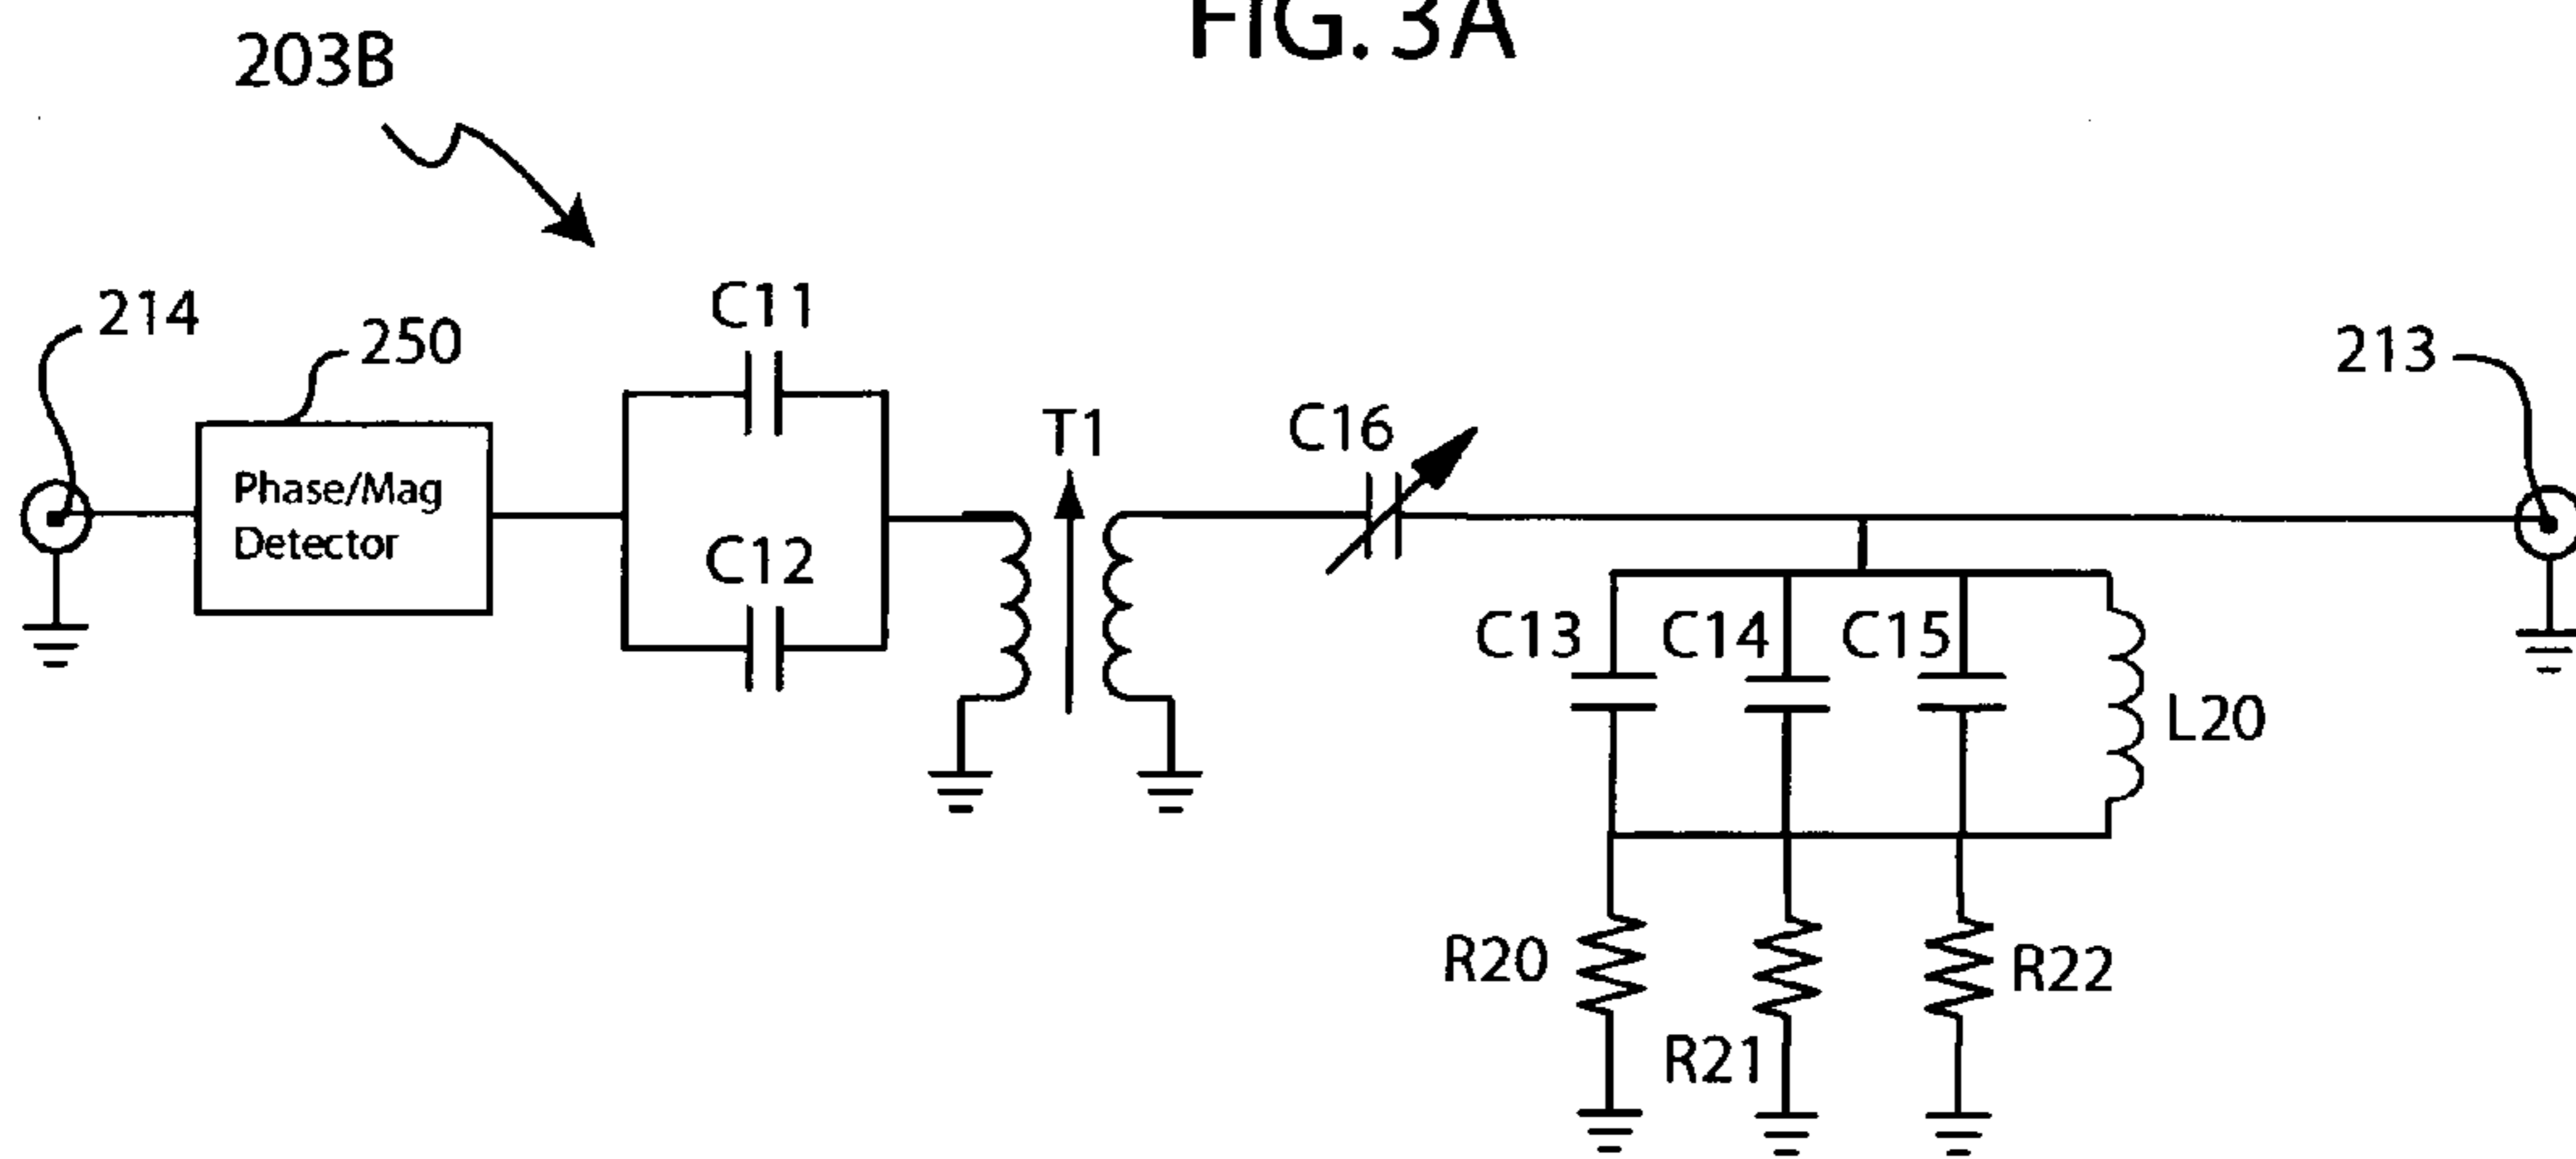 FIG. 3A
203B
214
250
C11
213
T1
C16
Phase/Mag
Detector
C12
C13
C14
C15
L20
R20
R22
R21